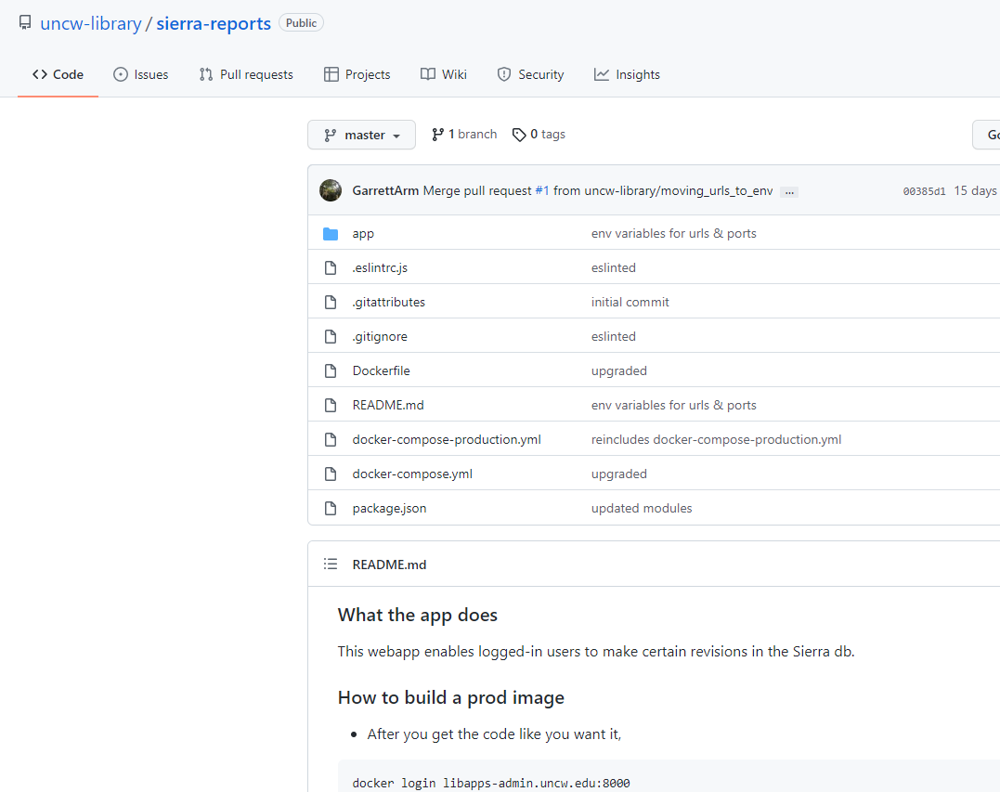 uncw-library / sierra-reports Public
Code Issues Pull requests Projects Wiki Security Insights
master 1 branch 0 tags
GarrettArm Merge pull request #1 from uncw-library/moving_urls_to_env ... 00385d1 15 days
app env variables for urls & ports
.eslintrc.js eslinted
.gitattributes initial commit
.gitignore eslinted
Dockerfile upgraded
README.md env variables for urls & ports
docker-compose-production.yml reincludes docker-compose-production.yml
docker-compose.yml upgraded
package.json updated modules
README.md
What the app does
This webapp enables logged-in users to make certain revisions in the Sierra db.
How to build a prod image
• After you get the code like you want it,
docker login libapps-admin.uncw.edu:8000